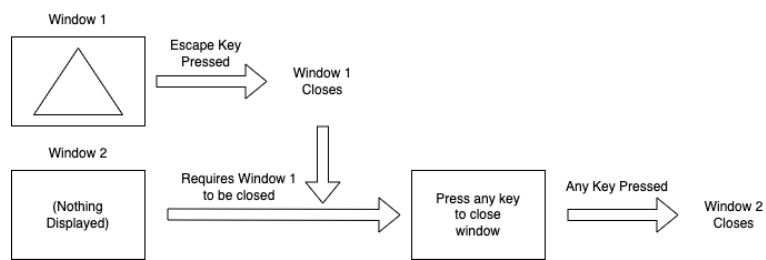 Window 1
Escape Key
Pressed
Window 1
Closes
Window 2
(Nothing
Displayed)
Requires Window 1
to be closed
Press any key
to close
window
Any Key Pressed
Window 2
Closes